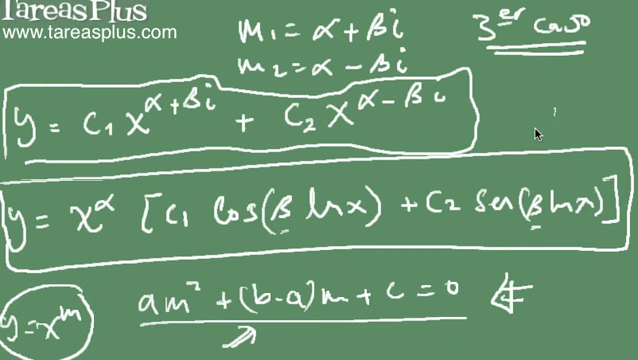 TareasPlus
www.tareasplus.com
m₁ = α + βi
3er Caso
m₂ = α - βi
y = C₁ x^(α+βi) + C₂ x^(α-βi)
y = x^α [C₁ Cos(β ln x) + C₂ Sen(β ln x)]
y = x^m
am² + (b-a)m + c = 0 ⇐